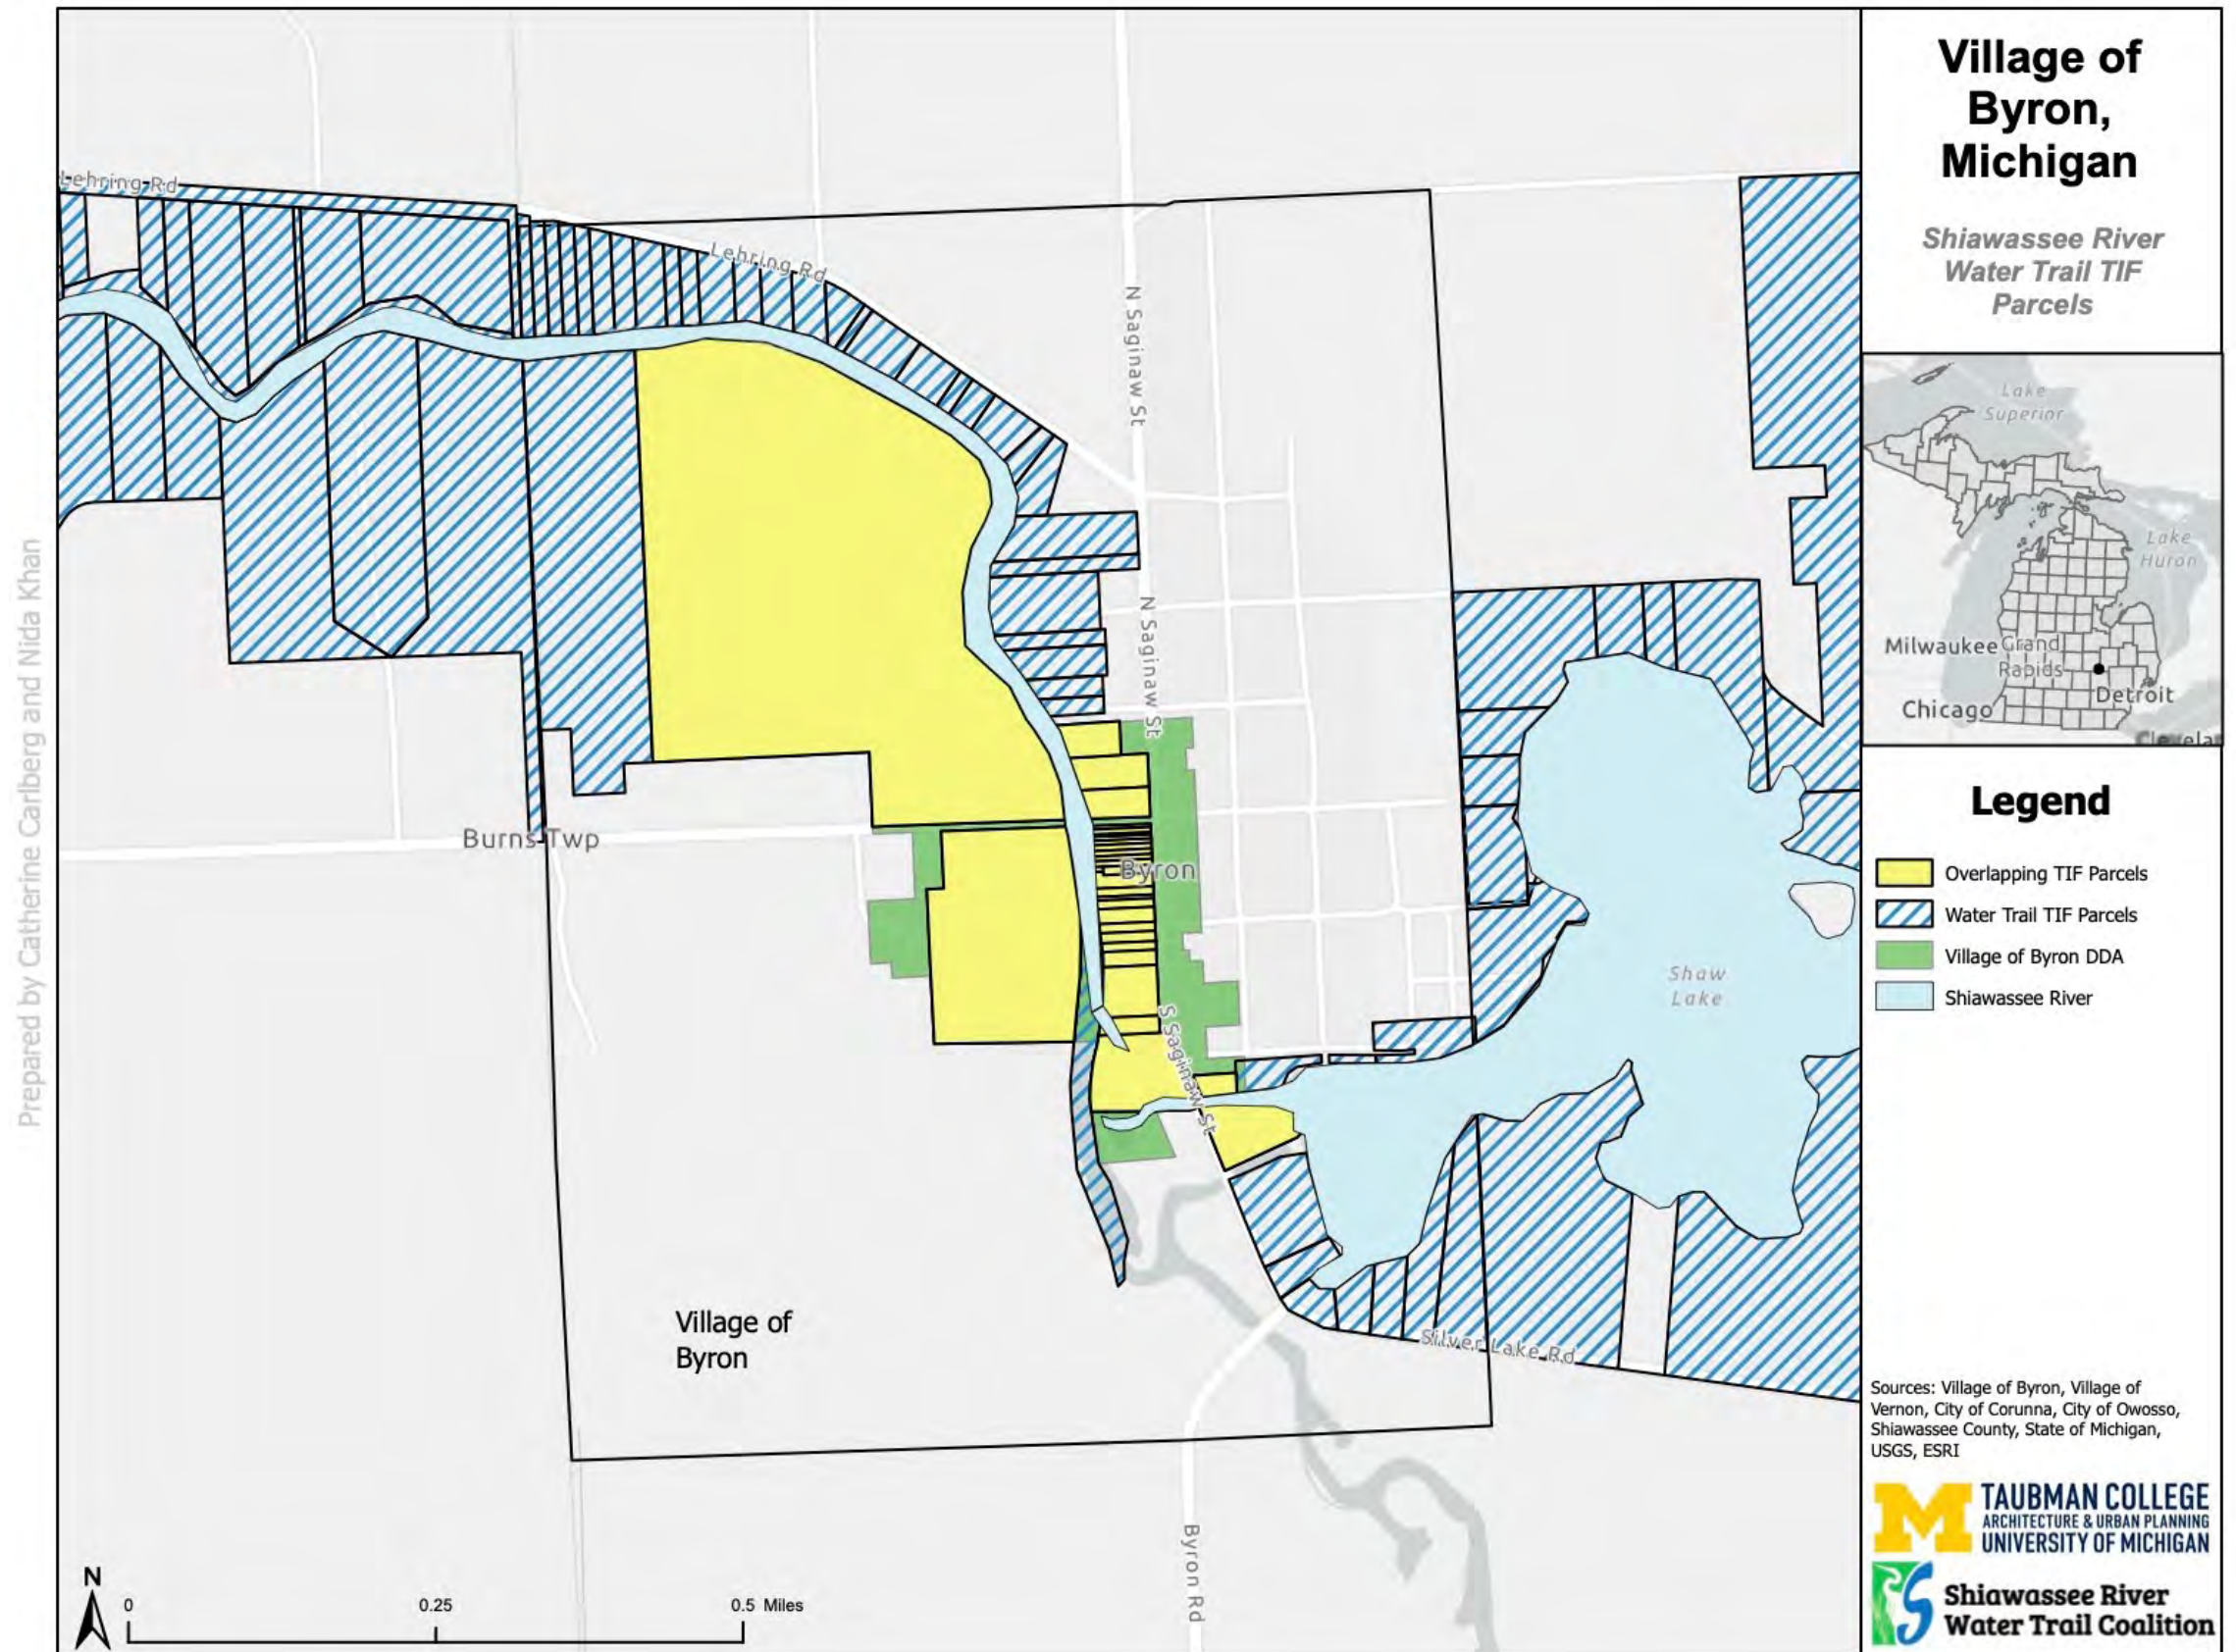 Village of
Byron,
Michigan
Shiawassee River
Water Trail TIF
Parcels
Lake
Superior
Lake
Huron
Milwaukee
Grand
Rapids
Detroit
Chicago
Legend
Overlapping TIF Parcels
Water Trail TIF Parcels
Village of Byron DDA
Shiawassee River
Sources: Village of Byron, Village of
Vernon, City of Corunna, City of Owosso,
Shiawassee County, State of Michigan,
USGS, ESRI
M
TAUBMAN COLLEGE
ARCHITECTURE & URBAN PLANNING
UNIVERSITY OF MICHIGAN
Shiawassee River
Water Trail Coalition
Lehring Rd
Lehring Rd
N Saginaw St
N Saginaw St
Burns Twp
Byron
S Saginaw St
Shaw
Lake
Silver Lake Rd
Village of
Byron
Byron Rd
N
0
0.25
0.5 Miles
Prepared by Catherine Carlberg and Nida Khan